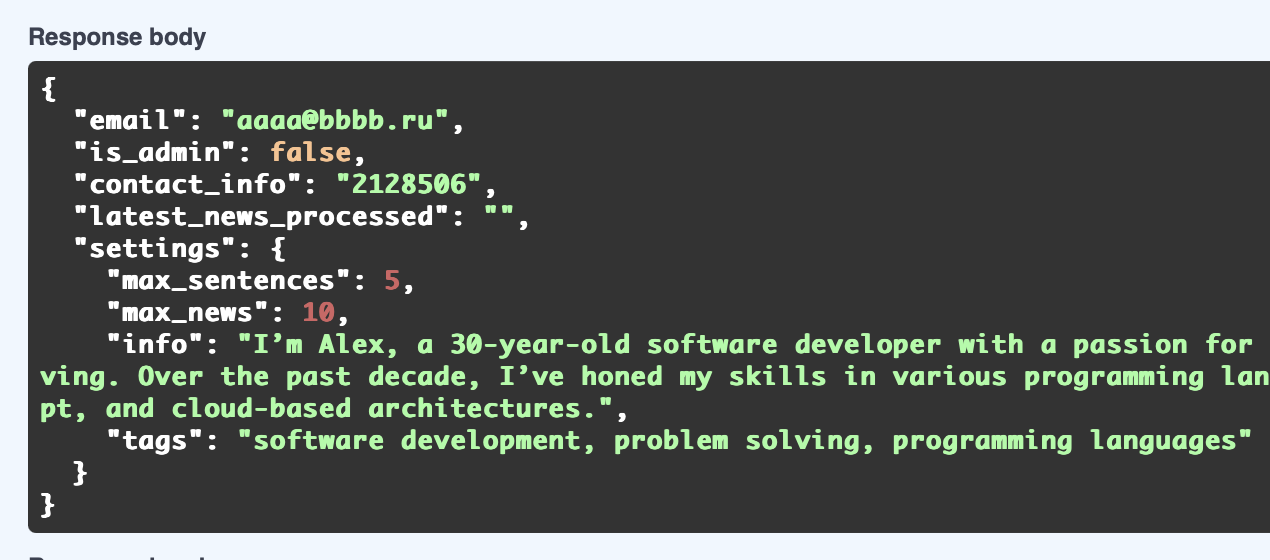 Response body
{
  "email": "aaaa@bbbb.ru",
  "is_admin": false,
  "contact_info": "2128506",
  "latest_news_processed": "",
  "settings": {
    "max_sentences": 5,
    "max_news": 10,
    "info": "I’m Alex, a 30-year-old software developer with a passion for
ving. Over the past decade, I’ve honed my skills in various programming lan
pt, and cloud-based architectures.",
    "tags": "software development, problem solving, programming languages"
  }
}